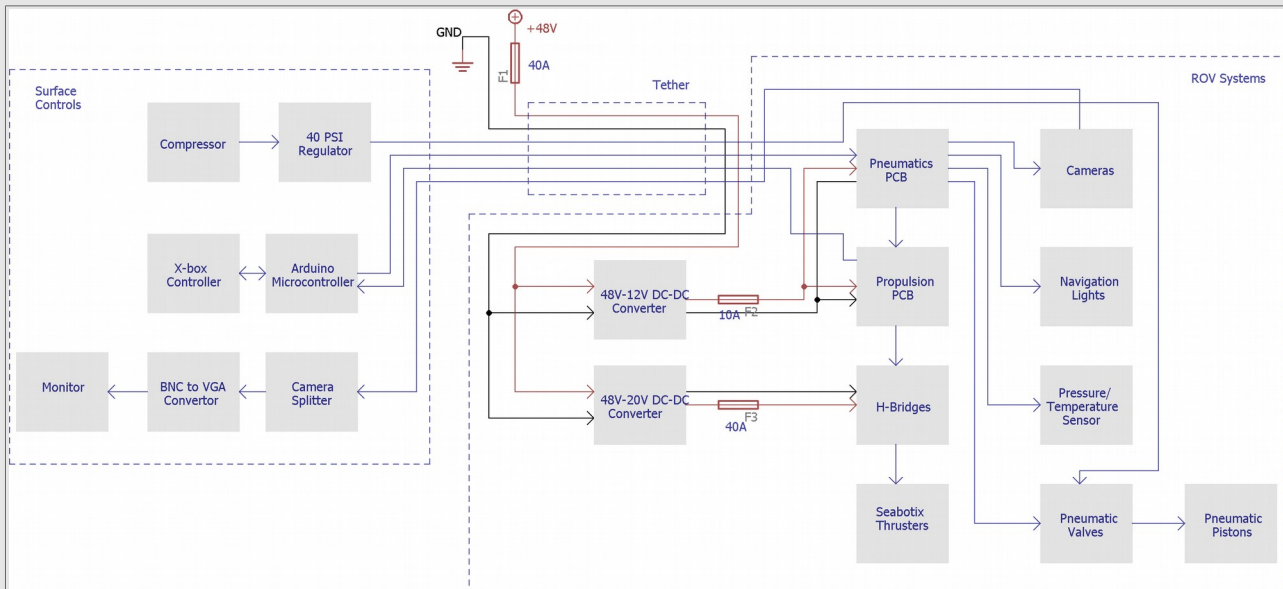 GND
+48V
F1
40A
Surface
Controls
Tether
ROV Systems
Compressor
40 PSI
Regulator
Pneumatics
PCB
Cameras
X-box
Controller
Arduino
Microcontroller
48V-12V DC-DC
Converter
10A
F2
Propulsion
PCB
Navigation
Lights
Monitor
BNC to VGA
Convertor
Camera
Splitter
48V-20V DC-DC
Converter
F3
40A
H-Bridges
Pressure/
Temperature
Sensor
Seabotix
Thrusters
Pneumatic
Valves
Pneumatic
Pistons